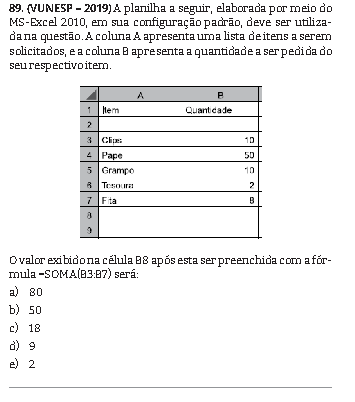 89. (VUNESP – 2019) A planilha a seguir, elaborada por meio do
MS-Excel 2010, em sua configuração padrão, deve ser utiliza-
da na questão. A coluna A apresenta uma lista de itens a serem
solicitados, e a coluna B apresenta a quantidade a ser pedida do
seu respectivo item.
A B
1 Item Quantidade
2
3 Clips 10
4 Pape 50
5 Grampo 10
6 Tesoura 2
7 Fita 8
8
9
O valor exibido na célula B8 após esta ser preenchida com a fór-
mula =SOMA(B3:B7) será:
a) 80
b) 50
c) 18
d) 9
e) 2